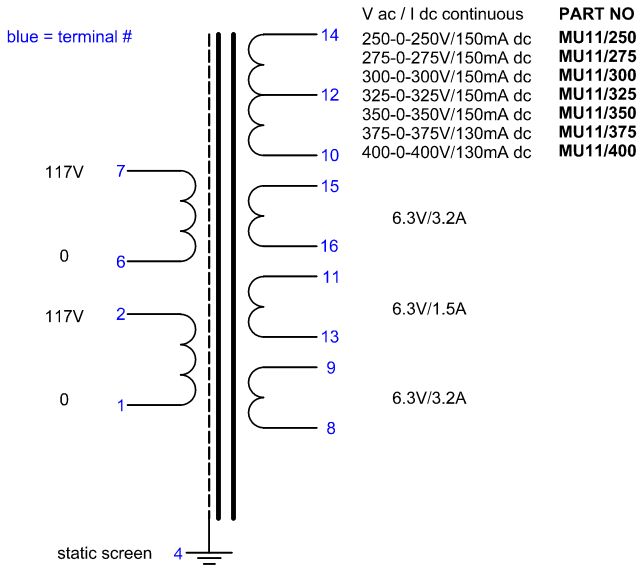 V ac / I dc continuous PART NO
blue = terminal # 14 250-0-250V/150mA dc MU11/250
275-0-275V/150mA dc MU11/275
300-0-300V/150mA dc MU11/300
12 325-0-325V/150mA dc MU11/325
350-0-350V/150mA dc MU11/350
375-0-375V/130mA dc MU11/375
10 400-0-400V/130mA dc MU11/400
117V 7
15
6.3V/3.2A
16
0 6
11
117V 2
6.3V/1.5A
13
9
0 1
6.3V/3.2A
8
static screen 4